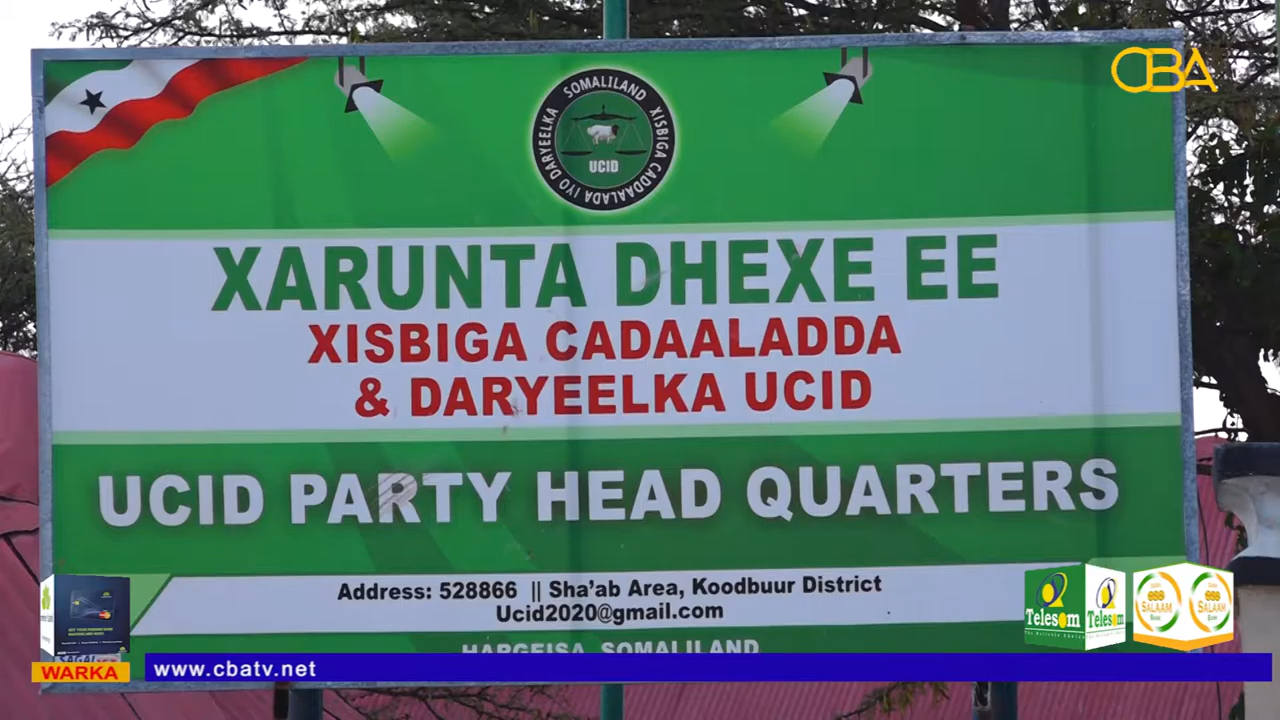 CBA
SOMALILAND XISBIGA CADDAALADA IYO DARYEELKA
UCID
XARUNTA DHEXE EE
XISBIGA CADAALADDA
& DARYEELKA UCID
UCID PARTY HEAD QUARTERS
Address: 528866 || Sha'ab Area, Koodbuur District
Ucid2020@gmail.com
HARGEISA, SOMALILAND
Telesom
Telesom
SALAAM
SALAAM
WARKA
www.cbatv.net